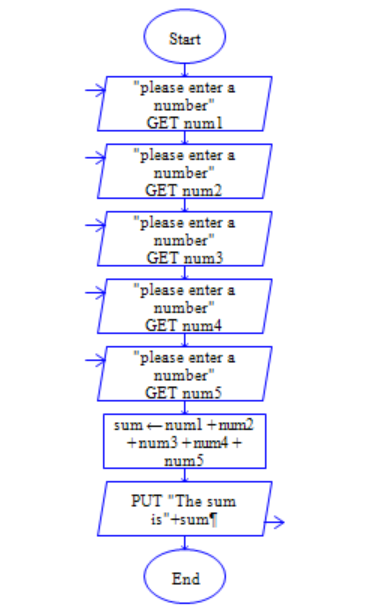 Start
"please enter a
number"
GET num1
"please enter a
number"
GET num2
"please enter a
number"
GET num3
"please enter a
number"
GET num4
"please enter a
number"
GET num5
sum ← num1 + num2
+ num3 + num4 +
num5
PUT "The sum
is"+sum¶
End